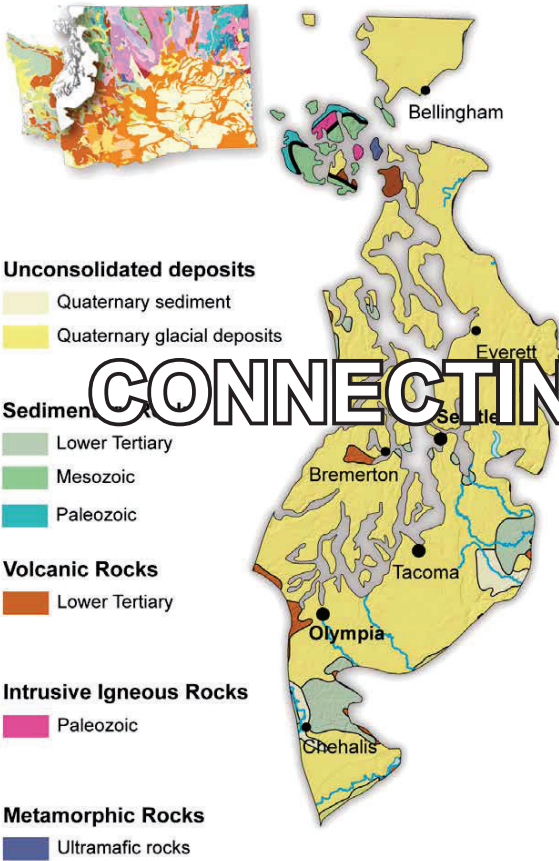 Bellingham
Unconsolidated deposits
Quaternary sediment
Quaternary glacial deposits
Everett
CONNECTIN
Seattle
Lower Tertiary
Mesozoic
Bremerton
Paleozoic
Volcanic Rocks
Tacoma
Lower Tertiary
Olympia
Intrusive Igneous Rocks
Paleozoic
Chehalis
Metamorphic Rocks
Ultramafic rocks